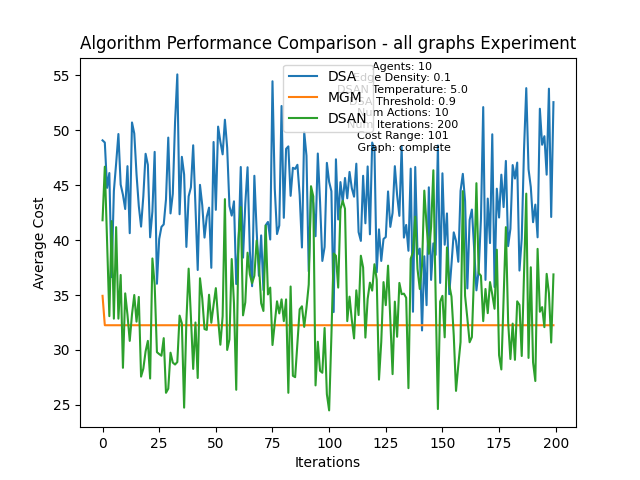 Algorithm Performance Comparison - all graphs Experiment
Average Cost
55
50
45
40
35
30
25
DSA
MGM
DSAN
Agents: 10
Edge Density: 0.1
DSAN Temperature: 5.0
DSA Threshold: 0.9
Num Actions: 10
Num Iterations: 200
Cost Range: 101
Graph: complete
0
25
50
75
100
125
150
175
200
Iterations